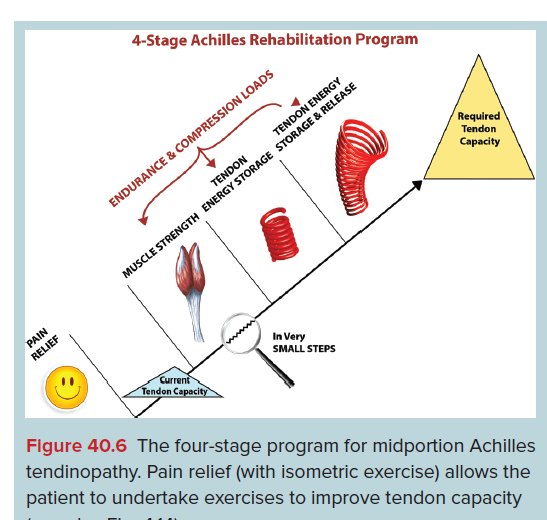 4-Stage Achilles Rehabilitation Program
ENDURANCE & COMPRESSION LOADS
TENDON ENERGY
STORAGE & RELEASE
TENDON
ENERGY STORAGE
MUSCLE STRENGTH
PAIN
RELIEF
Required
Tendon
Capacity
In Very
SMALL STEPS
Current
Tendon Capacity
Figure 40.6 The four-stage program for midportion Achilles
tendinopathy. Pain relief (with isometric exercise) allows the
patient to undertake exercises to improve tendon capacity